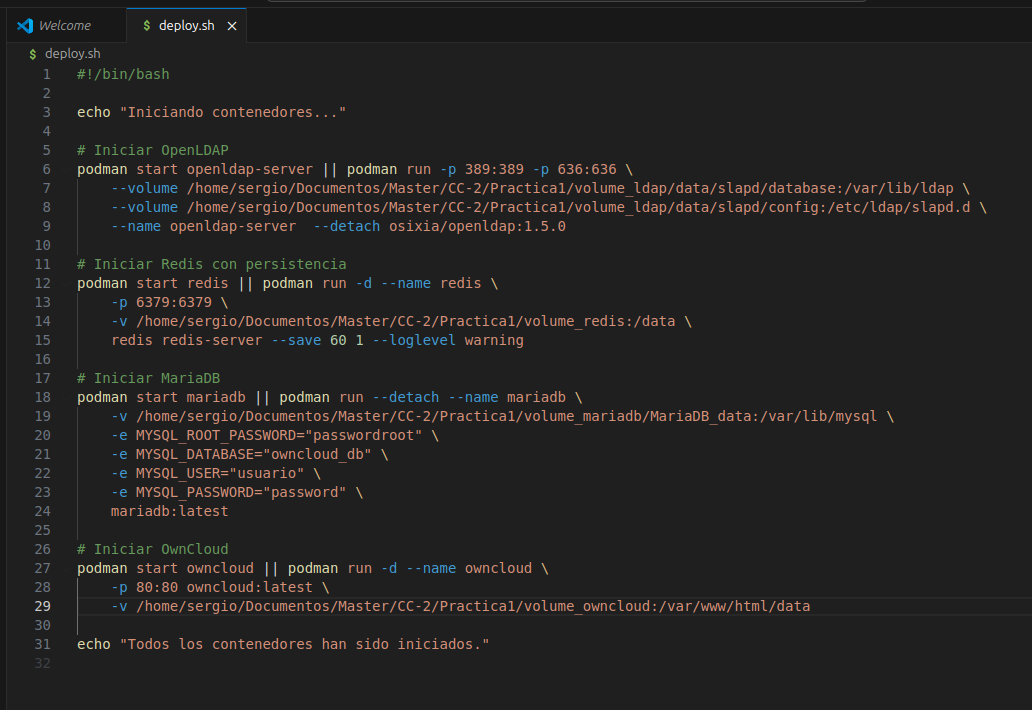 Welcome
$ deploy.sh ×
$ deploy.sh
1 #!/bin/bash
2
3 echo "Iniciando contenedores..."
4
5 # Iniciar OpenLDAP
6 podman start openldap-server || podman run -p 389:389 -p 636:636 \
7 --volume /home/sergio/Documentos/Master/CC-2/Practica1/volume_ldap/data/slapd/database:/var/lib/ldap \
8 --volume /home/sergio/Documentos/Master/CC-2/Practica1/volume_ldap/data/slapd/config:/etc/ldap/slapd.d \
9 --name openldap-server  --detach osixia/openldap:1.5.0
10
11 # Iniciar Redis con persistencia
12 podman start redis || podman run -d --name redis \
13 -p 6379:6379 \
14 -v /home/sergio/Documentos/Master/CC-2/Practica1/volume_redis:/data \
15 redis redis-server --save 60 1 --loglevel warning
16
17 # Iniciar MariaDB
18 podman start mariadb || podman run --detach --name mariadb \
19 -v /home/sergio/Documentos/Master/CC-2/Practica1/volume_mariadb/MariaDB_data:/var/lib/mysql \
20 -e MYSQL_ROOT_PASSWORD="passwordroot" \
21 -e MYSQL_DATABASE="owncloud_db" \
22 -e MYSQL_USER="usuario" \
23 -e MYSQL_PASSWORD="password" \
24 mariadb:latest
25
26 # Iniciar OwnCloud
27 podman start owncloud || podman run -d --name owncloud \
28 -p 80:80 owncloud:latest \
29 -v /home/sergio/Documentos/Master/CC-2/Practica1/volume_owncloud:/var/www/html/data
30
31 echo "Todos los contenedores han sido iniciados."
32